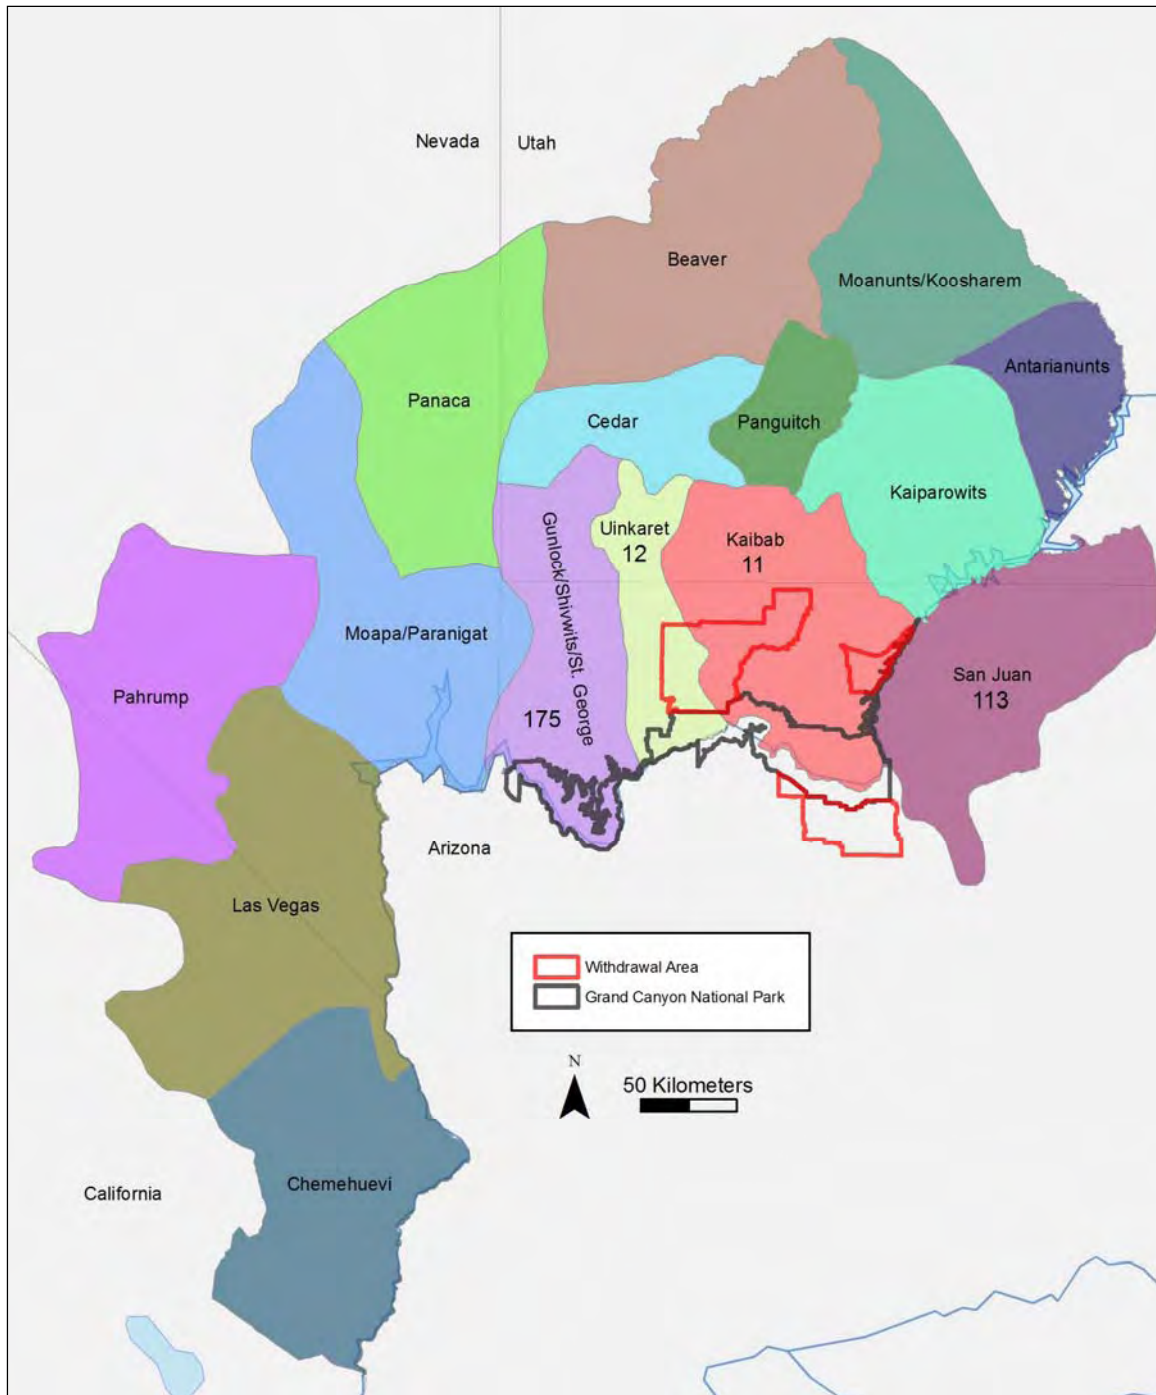 Nevada
Utah
Beaver
Moanunts/Koosharem
Antarianunts
Panaca
Cedar
Panguitch
Kaiparowits
Uinkaret
12
Kaibab
11
Gunlock/Shivwits/St. George
175
Moapa/Paranigat
Pahrump
San Juan
113
Arizona
Las Vegas
Withdrawal Area
Grand Canyon National Park
N
50 Kilometers
Chemehuevi
California